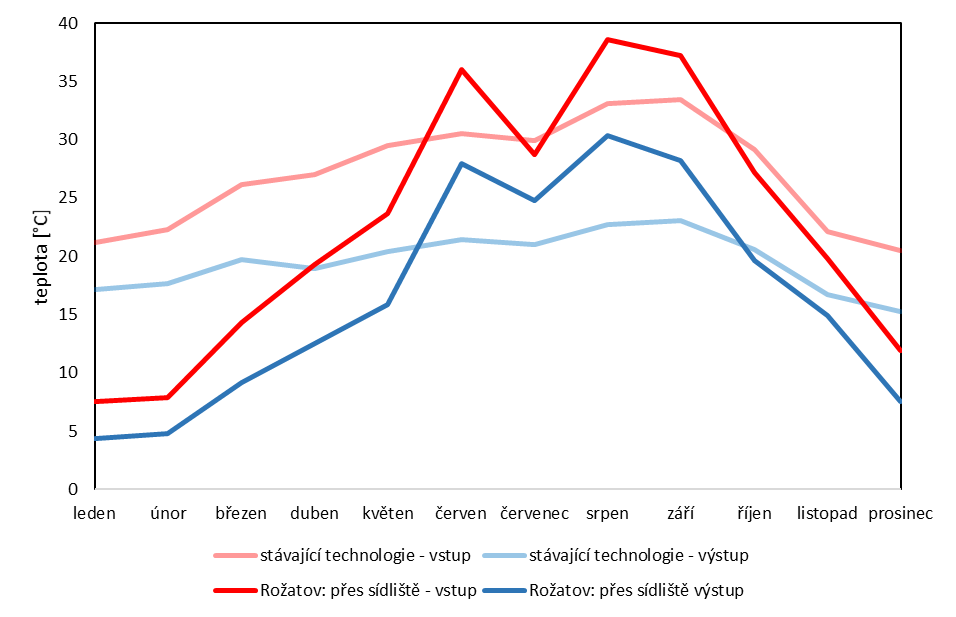 40
35
30
25
20
15
10
5
0
teplota [°C]
leden únor březen duben květen červen červenec srpen září říjen listopad prosinec
stávající technologie - vstup stávající technologie - výstup
Rožatov: přes sídliště - vstup Rožatov: přes sídliště výstup